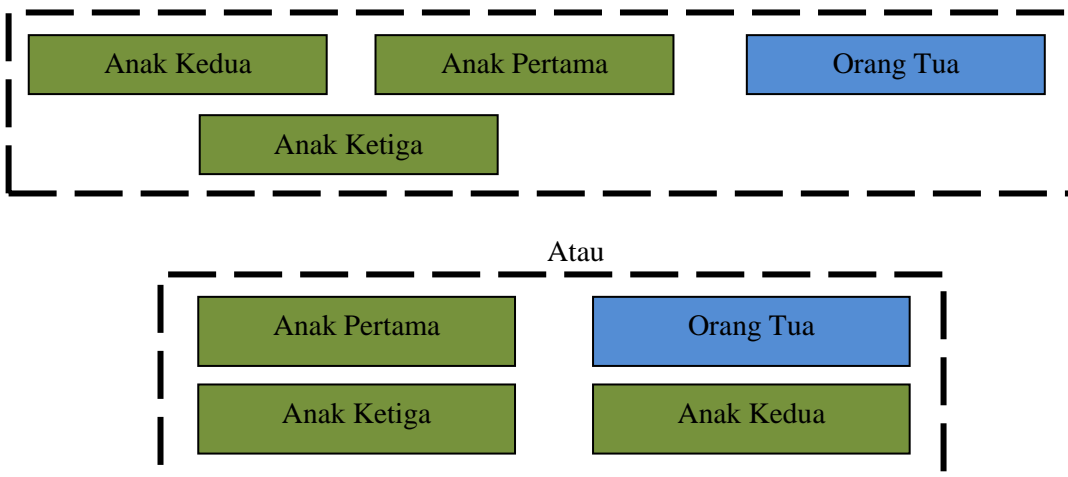 Anak Kedua Anak Pertama Orang Tua
Anak Ketiga
Atau
Anak Pertama Orang Tua
Anak Ketiga Anak Kedua